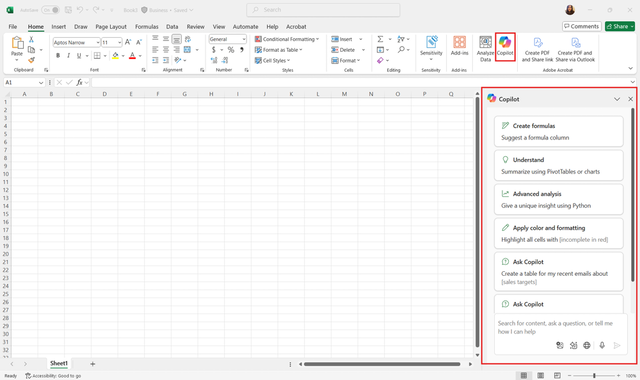 AutoSave Off Book1 Business • Saved Search
File Home Insert Draw Page Layout Formulas Data Review View Automate Help Acrobat Comments Share
Paste
Clipboard
Aptos Narrow 11 A A
B I U A
Font
Alignment
General
$ % ,
Number
Conditional Formatting
Format as Table
Cell Styles
Styles
Insert
Delete
Format
Cells
Editing
Sensitivity
Sensitivity
Add-ins
Add-ins
Analyze
Data
Copilot
Create PDF
and Share link
Create PDF and
Share via Outlook
Adobe Acrobat
A1 fx
A B C D E F G H I J K L M N O P Q
1
2
3
4
5
6
7
8
9
10
11
12
13
14
15
16
17
18
19
20
21
22
23
24
25
26
27
28
29
30
31
32
Copilot
Create formulas
Suggest a formula column
Understand
Summarize using PivotTables or charts
Advanced analysis
Give a unique insight using Python
Apply color and formatting
Highlight all cells with [incomplete in red]
Ask Copilot
Create a table for my recent emails about
[sales targets]
Ask Copilot
Search for content, ask a question, or tell me
how I can help
Sheet1
Ready Accessibility: Good to go 100%